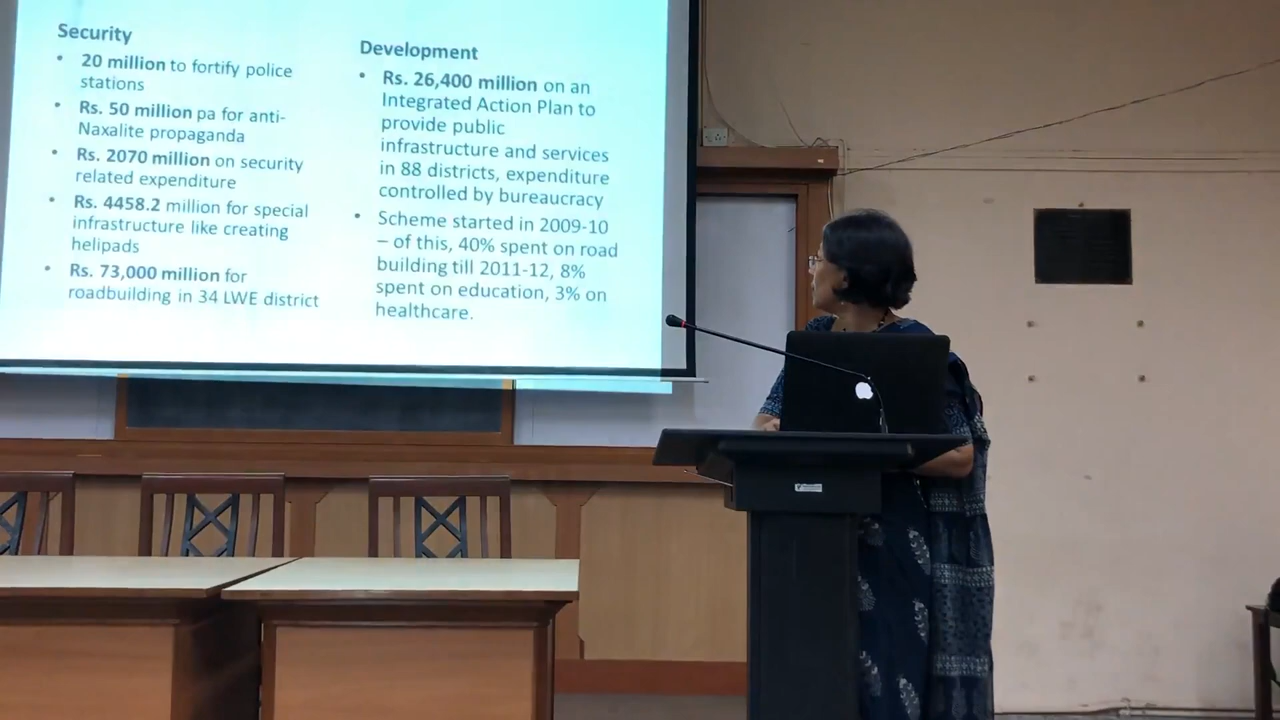 Security
• 20 million to fortify police
stations
• Rs. 50 million pa for anti-
Naxalite propaganda
• Rs. 2070 million on security
related expenditure
• Rs. 4458.2 million for special
infrastructure like creating
helipads
• Rs. 73,000 million for
roadbuilding in 34 LWE district
Development
• Rs. 26,400 million on an
Integrated Action Plan to
provide public
infrastructure and services
in 88 districts, expenditure
controlled by bureaucracy
• Scheme started in 2009-10
– of this, 40% spent on road
building till 2011-12, 8%
spent on education, 3% on
healthcare.